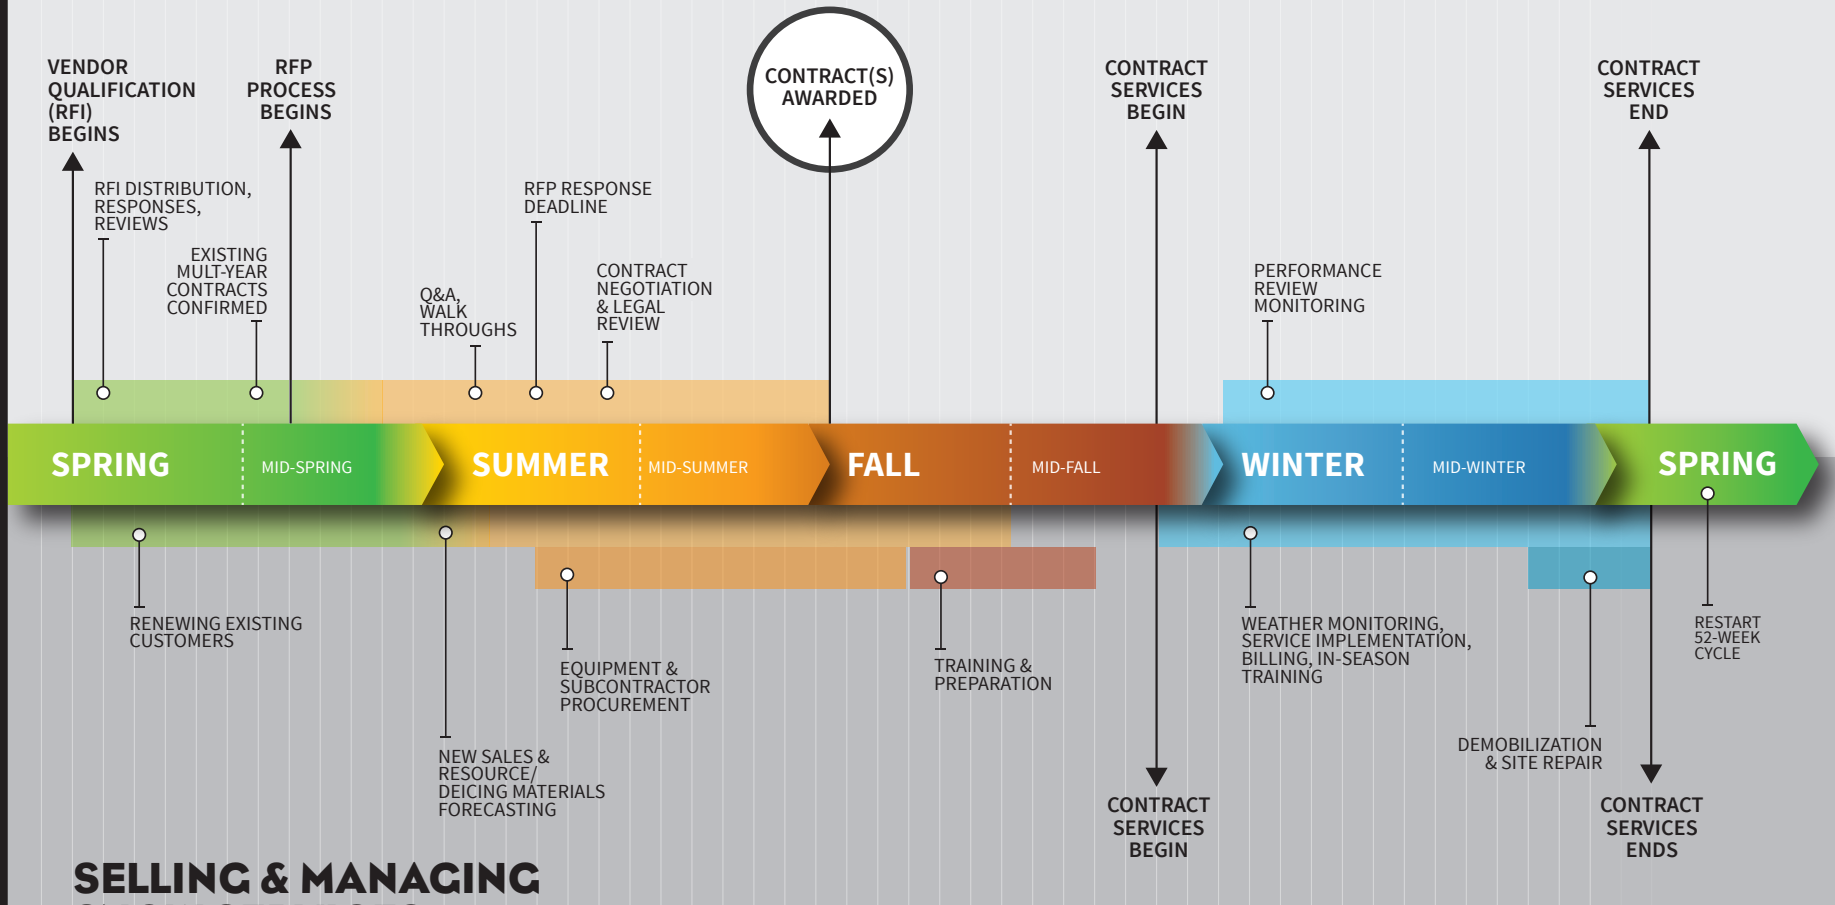 VENDOR
QUALIFICATION
(RFI)
BEGINS
RFP
PROCESS
BEGINS
CONTRACT(S)
AWARDED
CONTRACT
SERVICES
BEGIN
CONTRACT
SERVICES
END
RFI DISTRIBUTION,
RESPONSES,
REVIEWS
EXISTING
MULT-YEAR
CONTRACTS
CONFIRMED
Q&A,
WALK
THROUGHS
RFP RESPONSE
DEADLINE
CONTRACT
NEGOTIATION
& LEGAL
REVIEW
PERFORMANCE
REVIEW
MONITORING
SPRING
MID-SPRING
SUMMER
MID-SUMMER
FALL
MID-FALL
WINTER
MID-WINTER
SPRING
RENEWING EXISTING
CUSTOMERS
NEW SALES &
RESOURCE/
DEICING MATERIALS
FORECASTING
EQUIPMENT &
SUBCONTRACTOR
PROCUREMENT
TRAINING &
PREPARATION
CONTRACT
SERVICES
BEGIN
WEATHER MONITORING,
SERVICE IMPLEMENTATION,
BILLING, IN-SEASON
TRAINING
DEMOBILIZATION
& SITE REPAIR
CONTRACT
SERVICES
ENDS
RESTART
52-WEEK
CYCLE
SELLING & MANAGING